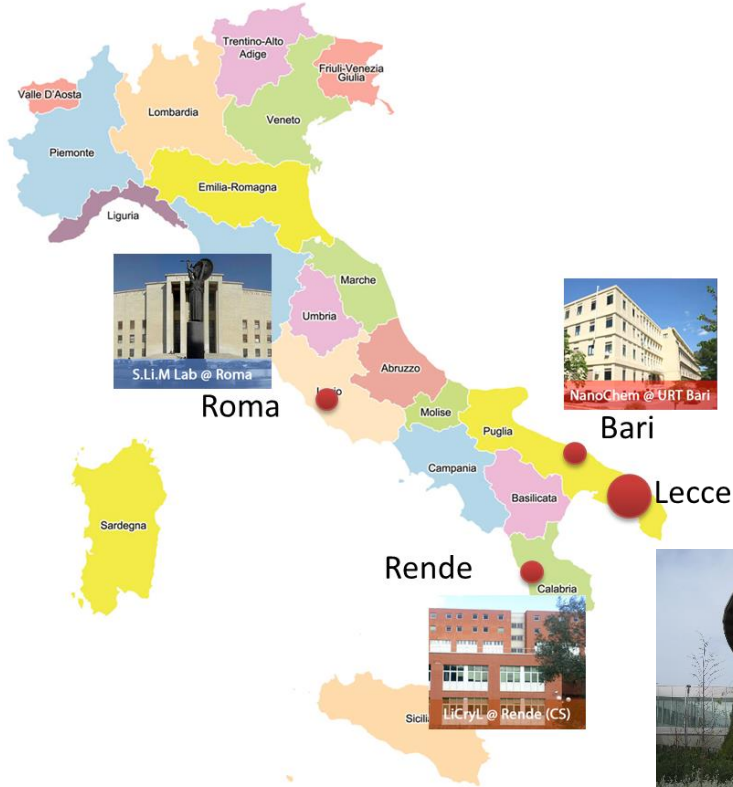 Trentino-Alto
Adige
Friuli-Venezia
Giulia
Valle D'Aosta
Lombardia
Veneto
Piemonte
Emilia-Romagna
Liguria
Marche
Umbria
S.Li.M Lab @ Roma
Abruzzo
NanoChem @ URT Bari
Roma
Molise
Puglia
Bari
Campania
Basilicata
Lecce
Sardegna
Rende
Calabria
LiCryL @ Rende (CS)